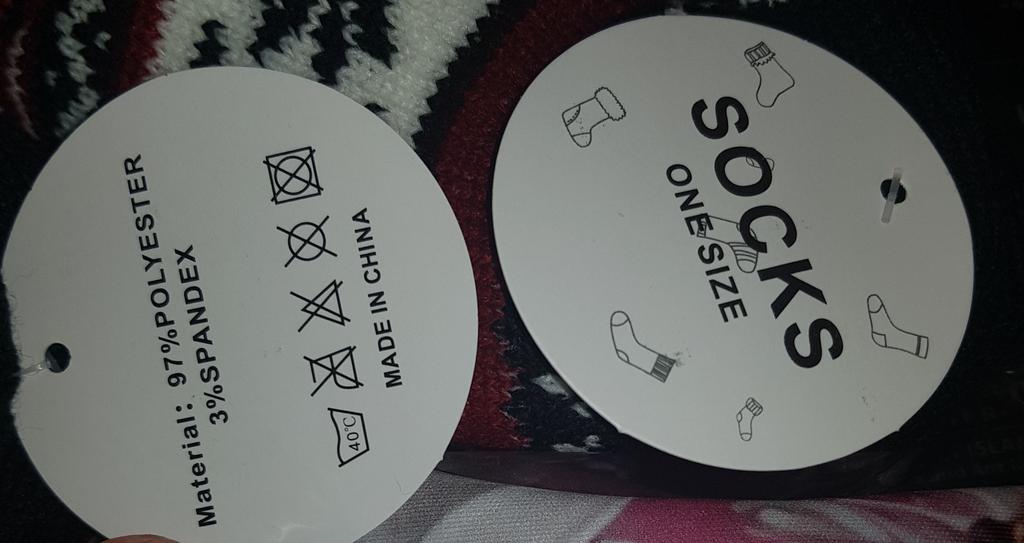 Material: 97%POLYESTER
3%SPANDEX
40°C
MADE IN CHINA
SOCKS
ONE SIZE